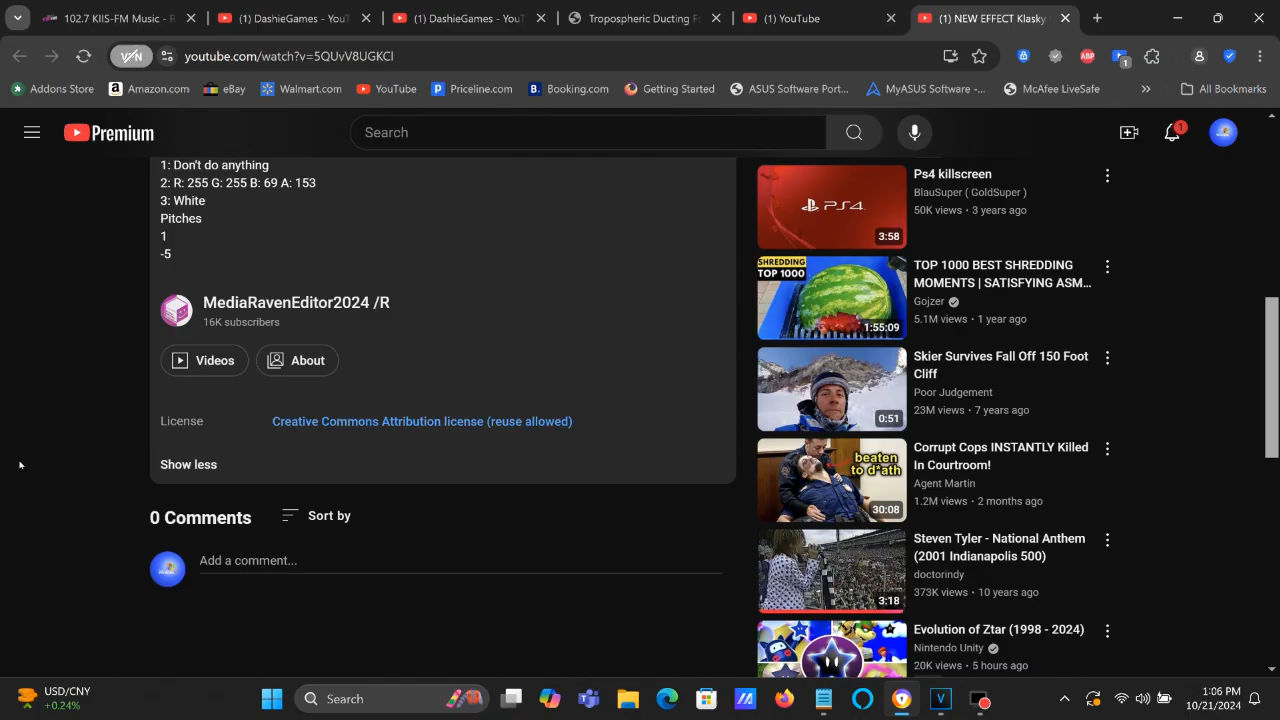 102.7 KIIS-FM Music - R
(1) DashieGames - YouT
(1) DashieGames - YouT
Tropospheric Ducting Fo
(1) YouTube
(1) NEW EFFECT Klasky
youtube.com/watch?v=5OUvV8UGKCI
ABP
1
Addons Store
Amazon.com
eBay
Walmart.com
YouTube
Priceline.com
Booking.com
Getting Started
ASUS Software Port...
MyASUS Software -...
McAfee LiveSafe
All Bookmarks
Premium
Search
1
1: Don't do anything
2: R: 255 G: 255 B: 69 A: 153
3: White
Pitches
1
-5
MediaRavenEditor2024 /R
16K subscribers
Videos
About
License
Creative Commons Attribution license (reuse allowed)
Show less
0 Comments
Sort by
Add a comment...
PS4
3:58
Ps4 killscreen
BlauSuper ( GoldSuper )
50K views • 3 years ago
SHREDDING
TOP 1000
1:55:09
TOP 1000 BEST SHREDDING
MOMENTS | SATISFYING ASM...
Gojzer
5.1M views • 1 year ago
0:51
Skier Survives Fall Off 150 Foot
Cliff
Poor Judgement
23M views • 7 years ago
beaten
to d*ath
30:08
Corrupt Cops INSTANTLY Killed
In Courtroom!
Agent Martin
1.2M views • 2 months ago
3:18
Steven Tyler - National Anthem
(2001 Indianapolis 500)
doctorindy
373K views • 10 years ago
Evolution of Ztar (1998 - 2024)
Nintendo Unity
20K views • 5 hours ago
USD/CNY
+0.24%
Search
1:06 PM
10/21/2024